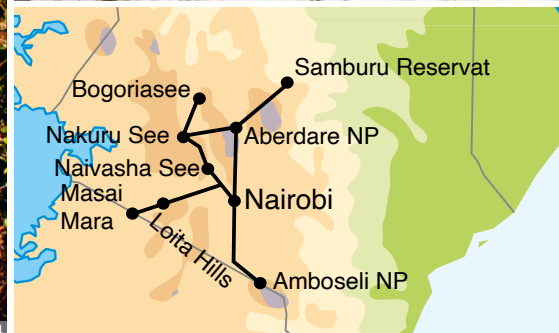 Samburu Reservat
Bogoriasee
Nakuru See
Aberdare NP
Naivasha See
Masai
Mara
Nairobi
Loita Hills
Amboseli NP